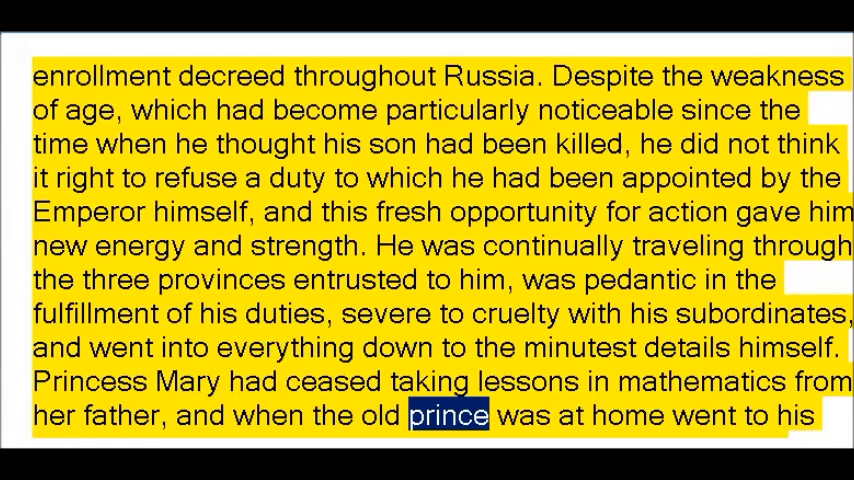 enrollment decreed throughout Russia. Despite the weakness
of age, which had become particularly noticeable since the
time when he thought his son had been killed, he did not think
it right to refuse a duty to which he had been appointed by the
Emperor himself, and this fresh opportunity for action gave him
new energy and strength. He was continually traveling through
the three provinces entrusted to him, was pedantic in the
fulfillment of his duties, severe to cruelty with his subordinates,
and went into everything down to the minutest details himself.
Princess Mary had ceased taking lessons in mathematics from
her father, and when the old prince was at home went to his